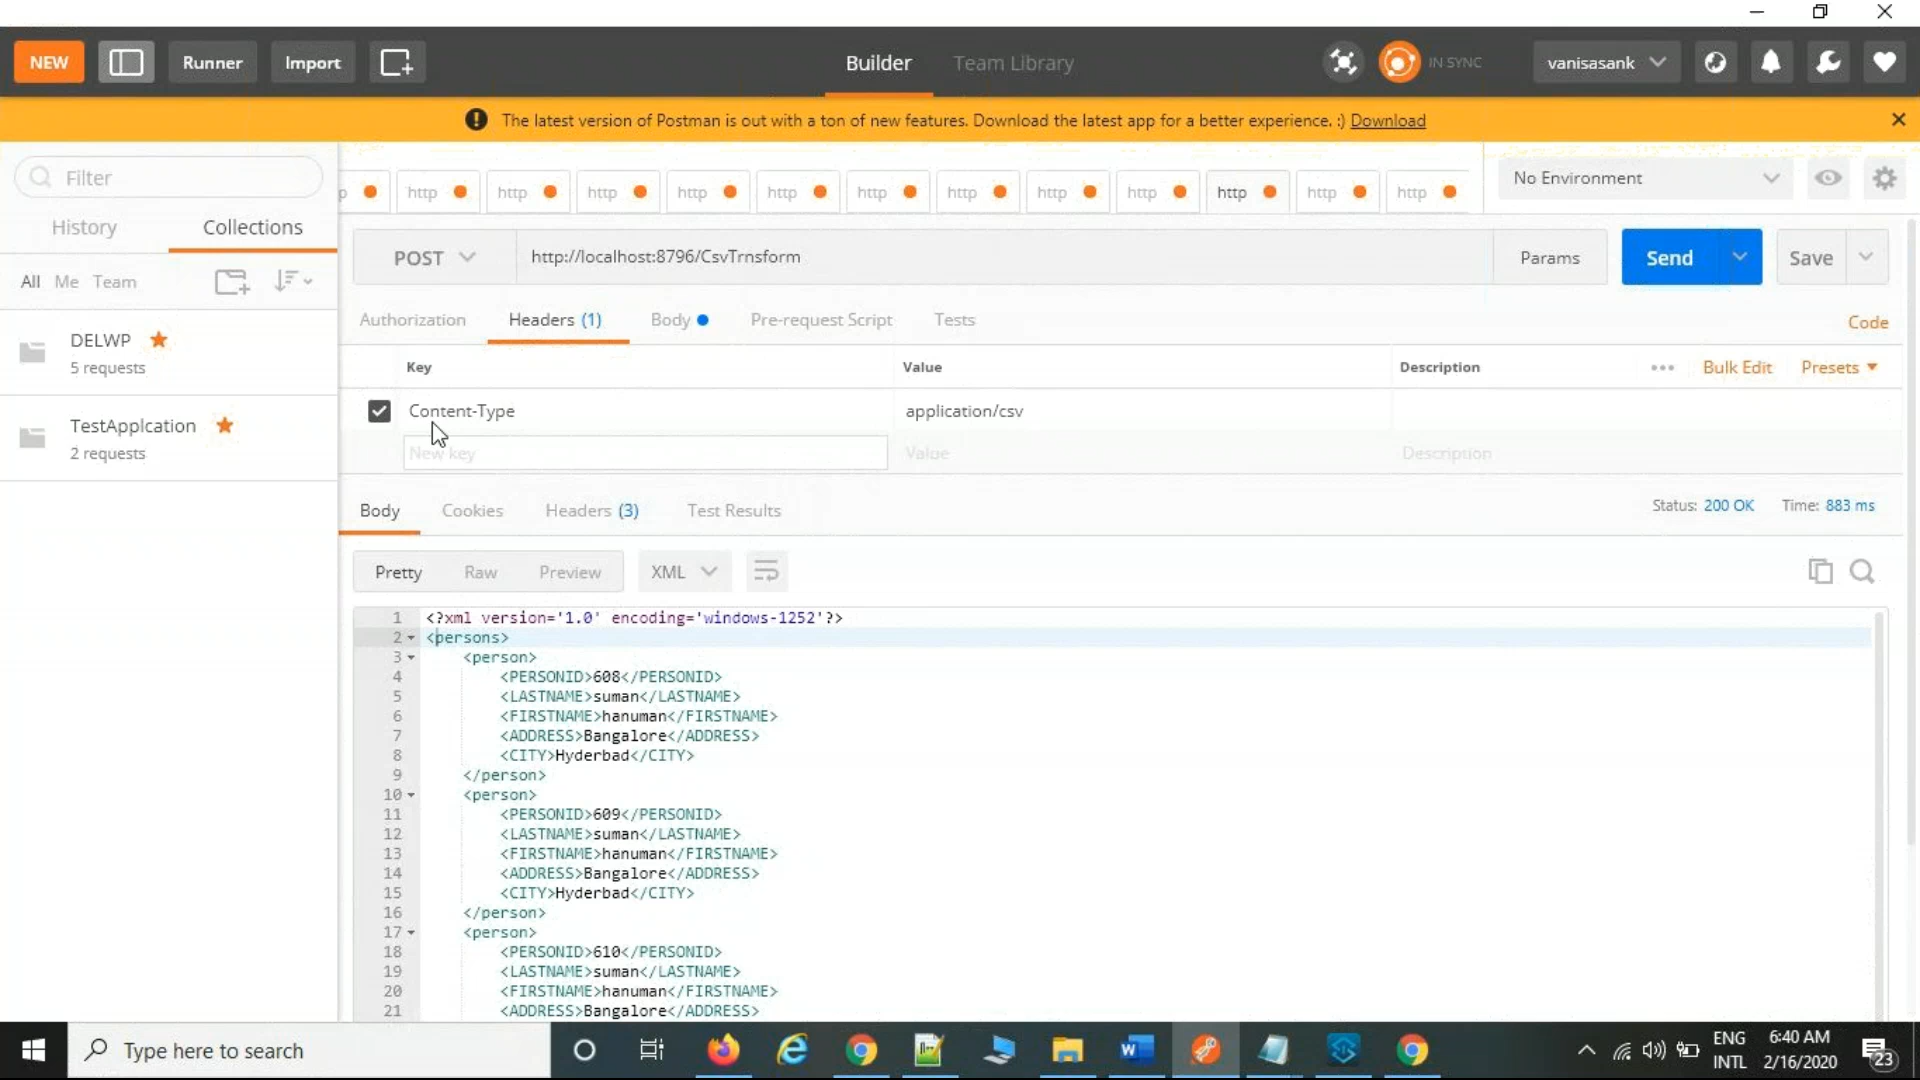 NEW Runner Import Builder Team Library IN SYNC vanisasank
The latest version of Postman is out with a ton of new features. Download the latest app for a better experience. :) Download
Filter
History Collections
All Me Team
DELWP
5 requests
TestApplcation
2 requests
p http http http http http http http http http http http http
No Environment
POST http://localhost:8796/CsvTrnsform Params Send Save
Authorization Headers (1) Body Pre-request Script Tests Code
Key Value Description Bulk Edit Presets
Content-Type application/csv
New key Value Description
Body Cookies Headers (3) Test Results Status: 200 OK Time: 883 ms
Pretty Raw Preview XML
1 <?xml version='1.0' encoding='windows-1252'?>
2 <persons>
3 <person>
4 <PERSONID>608</PERSONID>
5 <LASTNAME>suman</LASTNAME>
6 <FIRSTNAME>hanuman</FIRSTNAME>
7 <ADDRESS>Bangalore</ADDRESS>
8 <CITY>Hyderbad</CITY>
9 </person>
10 <person>
11 <PERSONID>609</PERSONID>
12 <LASTNAME>suman</LASTNAME>
13 <FIRSTNAME>hanuman</FIRSTNAME>
14 <ADDRESS>Bangalore</ADDRESS>
15 <CITY>Hyderbad</CITY>
16 </person>
17 <person>
18 <PERSONID>610</PERSONID>
19 <LASTNAME>suman</LASTNAME>
20 <FIRSTNAME>hanuman</FIRSTNAME>
21 <ADDRESS>Bangalore</ADDRESS>
Type here to search
ENG 6:40 AM
INTL 2/16/2020 23